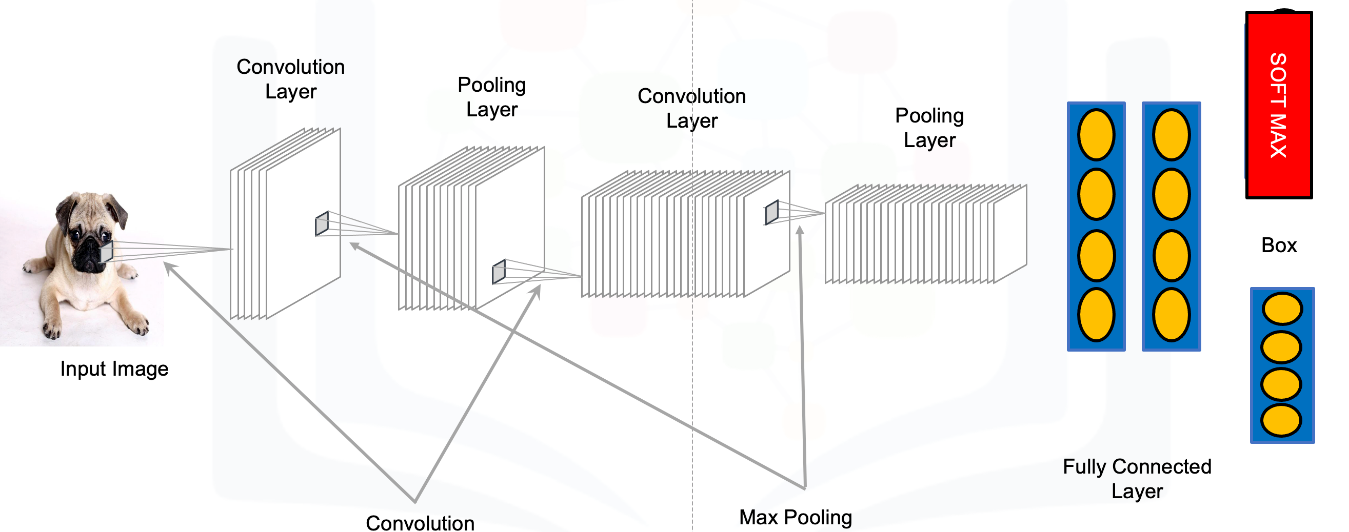 Convolution
Layer
Pooling
Layer
Convolution
Layer
Pooling
Layer
SOFT MAX
Box
Input Image
Fully Connected
Layer
Convolution
Max Pooling